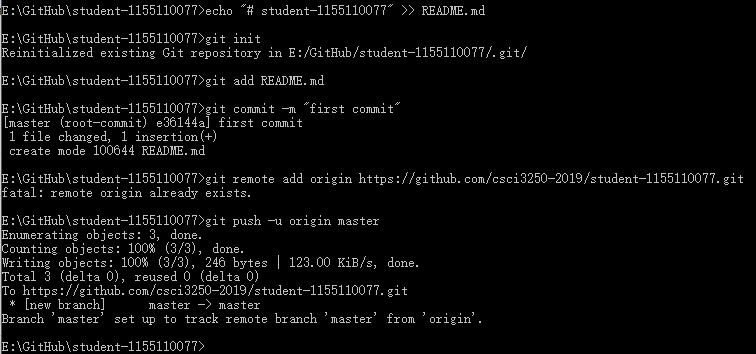 E:\GitHub\student-1155110077>echo "# student-1155110077" >> README.md
E:\GitHub\student-1155110077>git init
Reinitialized existing Git repository in E:/GitHub/student-1155110077/.git/
E:\GitHub\student-1155110077>git add README.md
E:\GitHub\student-1155110077>git commit -m "first commit"
[master (root-commit) e36144a] first commit
 1 file changed, 1 insertion(+)
 create mode 100644 README.md
E:\GitHub\student-1155110077>git remote add origin https://github.com/csci3250-2019/student-1155110077.git
fatal: remote origin already exists.
E:\GitHub\student-1155110077>git push -u origin master
Enumerating objects: 3, done.
Counting objects: 100% (3/3), done.
Writing objects: 100% (3/3), 246 bytes | 123.00 KiB/s, done.
Total 3 (delta 0), reused 0 (delta 0)
To https://github.com/csci3250-2019/student-1155110077.git
 * [new branch]      master -> master
Branch 'master' set up to track remote branch 'master' from 'origin'.
E:\GitHub\student-1155110077>